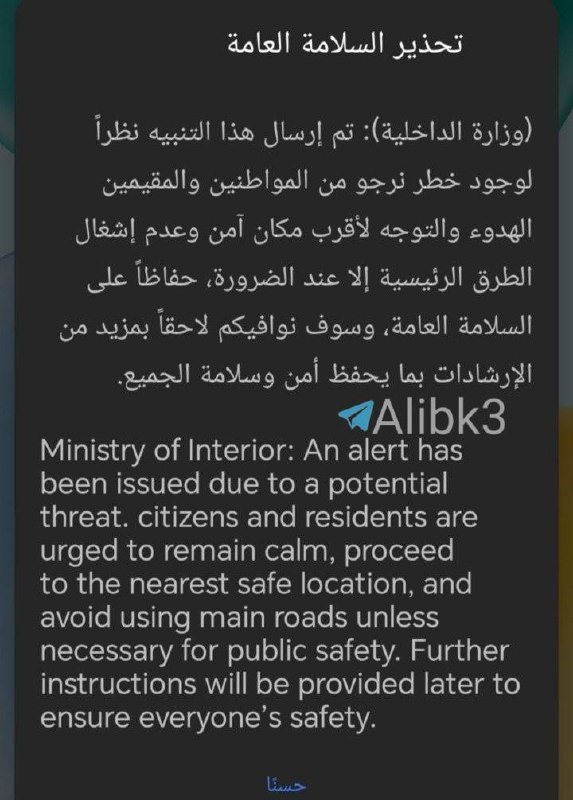 تحذير السلامة العامة
(وزارة الداخلية): تم إرسال هذا التنبيه نظراً
لوجود خطر نرجو من المواطنين والمقيمين
الهدوء والتوجه لأقرب مكان آمن وعدم إشغال
الطرق الرئيسية إلا عند الضرورة، حفاظاً على
السلامة العامة، وسوف نوافيكم لاحقاً بمزيد من
الإرشادات بما يحفظ أمن وسلامة الجميع.
Alibk3
Ministry of Interior: An alert has
been issued due to a potential
threat. citizens and residents are
urged to remain calm, proceed
to the nearest safe location, and
avoid using main roads unless
necessary for public safety. Further
instructions will be provided later to
ensure everyone's safety.
حسنًا